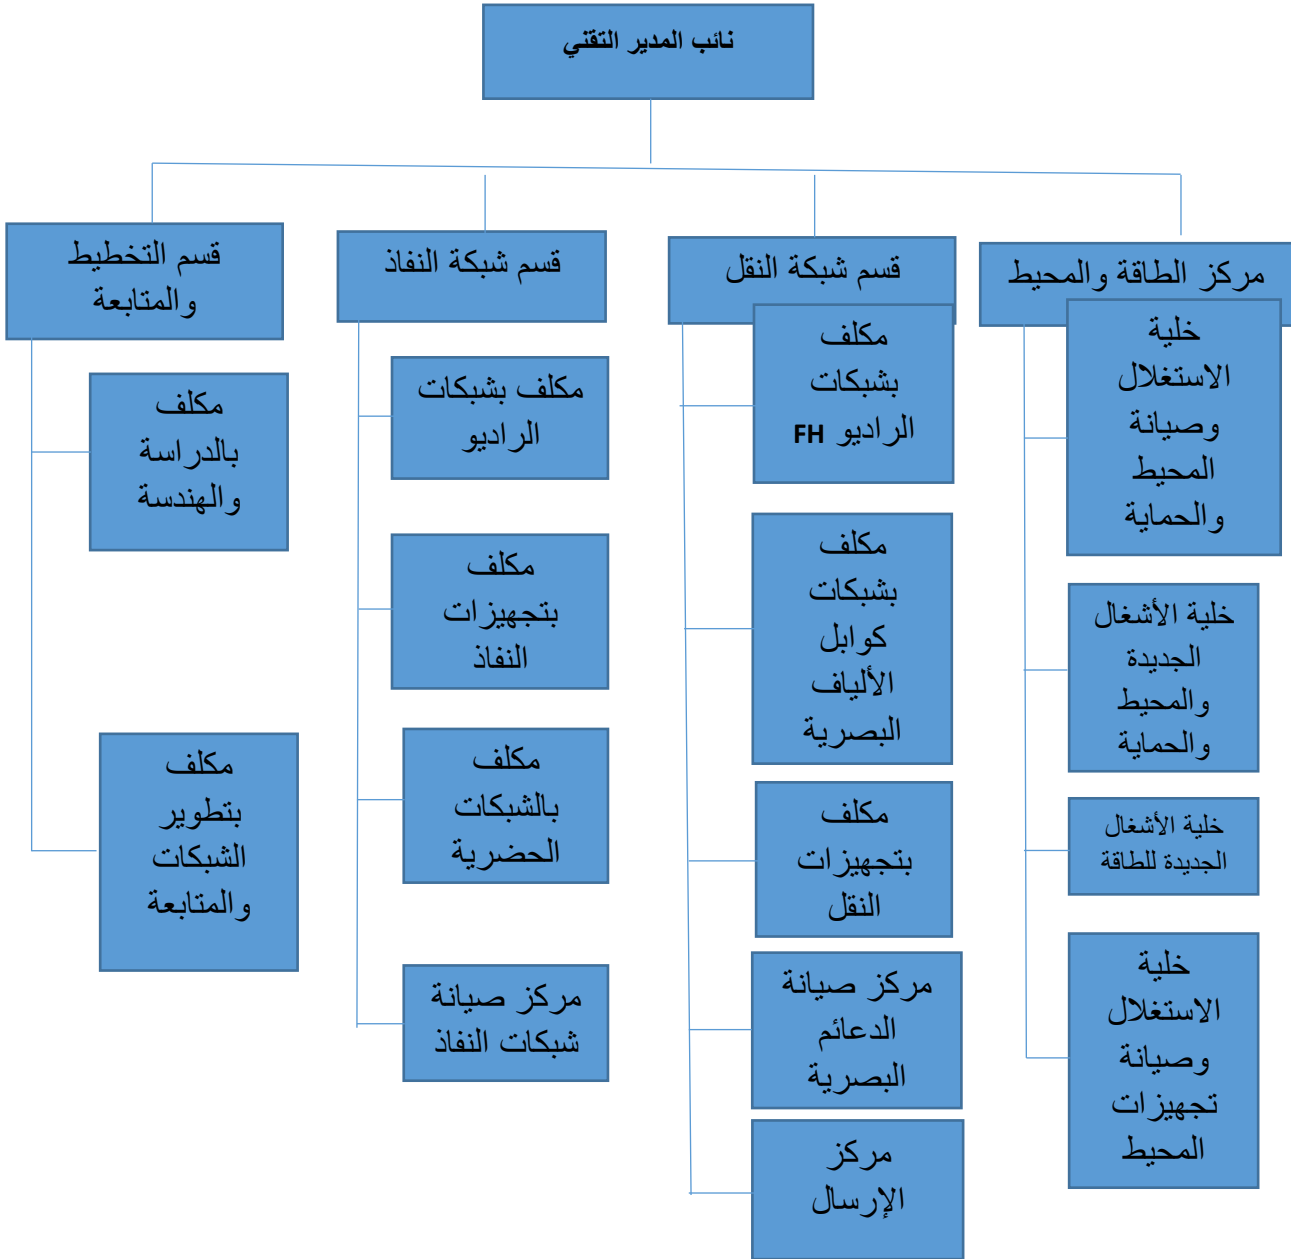 نائب المدير التقني
مركز الطاقة والمحيط
خلية
الاستغلال
وصيانة
المحيط
والحماية
خلية الأشغال
الجديدة
والمحيط
والحماية
خلية الأشغال
الجديدة للطاقة
خلية
الاستغلال
وصيانة
تجهيزات
المحيط
قسم شبكة النقل
مكلف
بشبكات
الراديو FH
مكلف
بشبكات
كوابل
الألياف
البصرية
مكلف
بتجهيزات
النقل
مركز صيانة
الدعائم
البصرية
مركز
الإرسال
قسم شبكة النفاذ
مكلف بشبكات
الراديو
مكلف
بتجهيزات
النفاذ
مكلف
بالشبكات
الحضرية
مركز صيانة
شبكات النفاذ
قسم التخطيط
والمتابعة
مكلف
بالدراسة
والهندسة
مكلف
بتطوير
الشبكات
والمتابعة